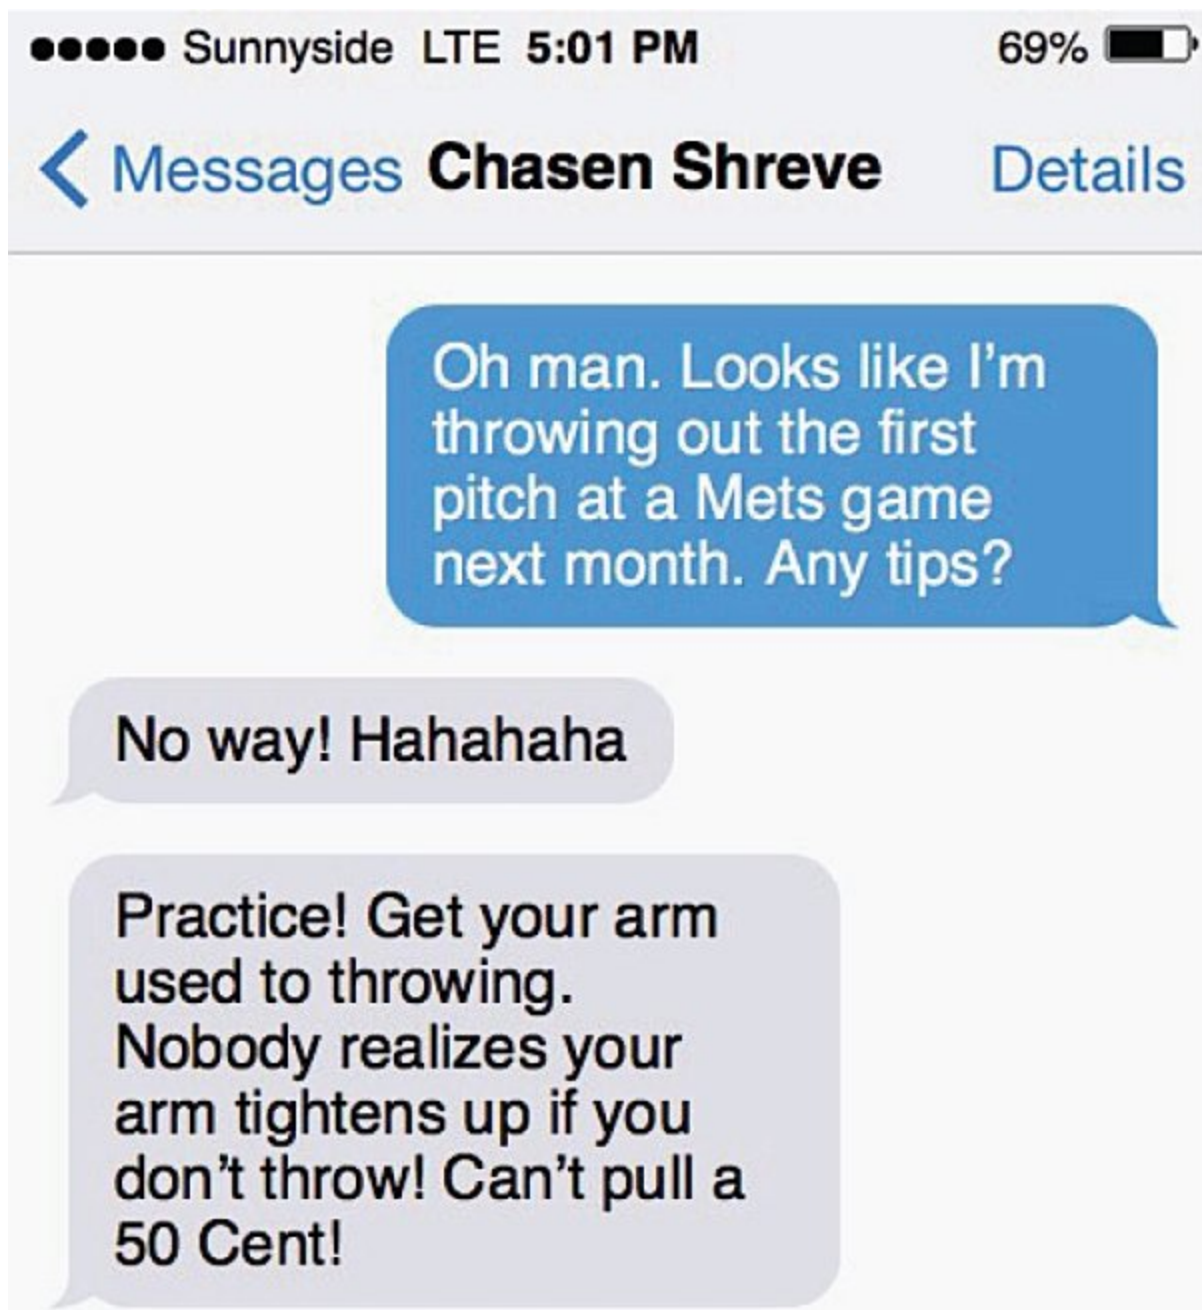 Sunnyside LTE 5:01 PM 69%
Messages Chasen Shreve Details
Oh man. Looks like I’m
throwing out the first
pitch at a Mets game
next month. Any tips?
No way! Hahahaha
Practice! Get your arm
used to throwing.
Nobody realizes your
arm tightens up if you
don’t throw! Can’t pull a
50 Cent!